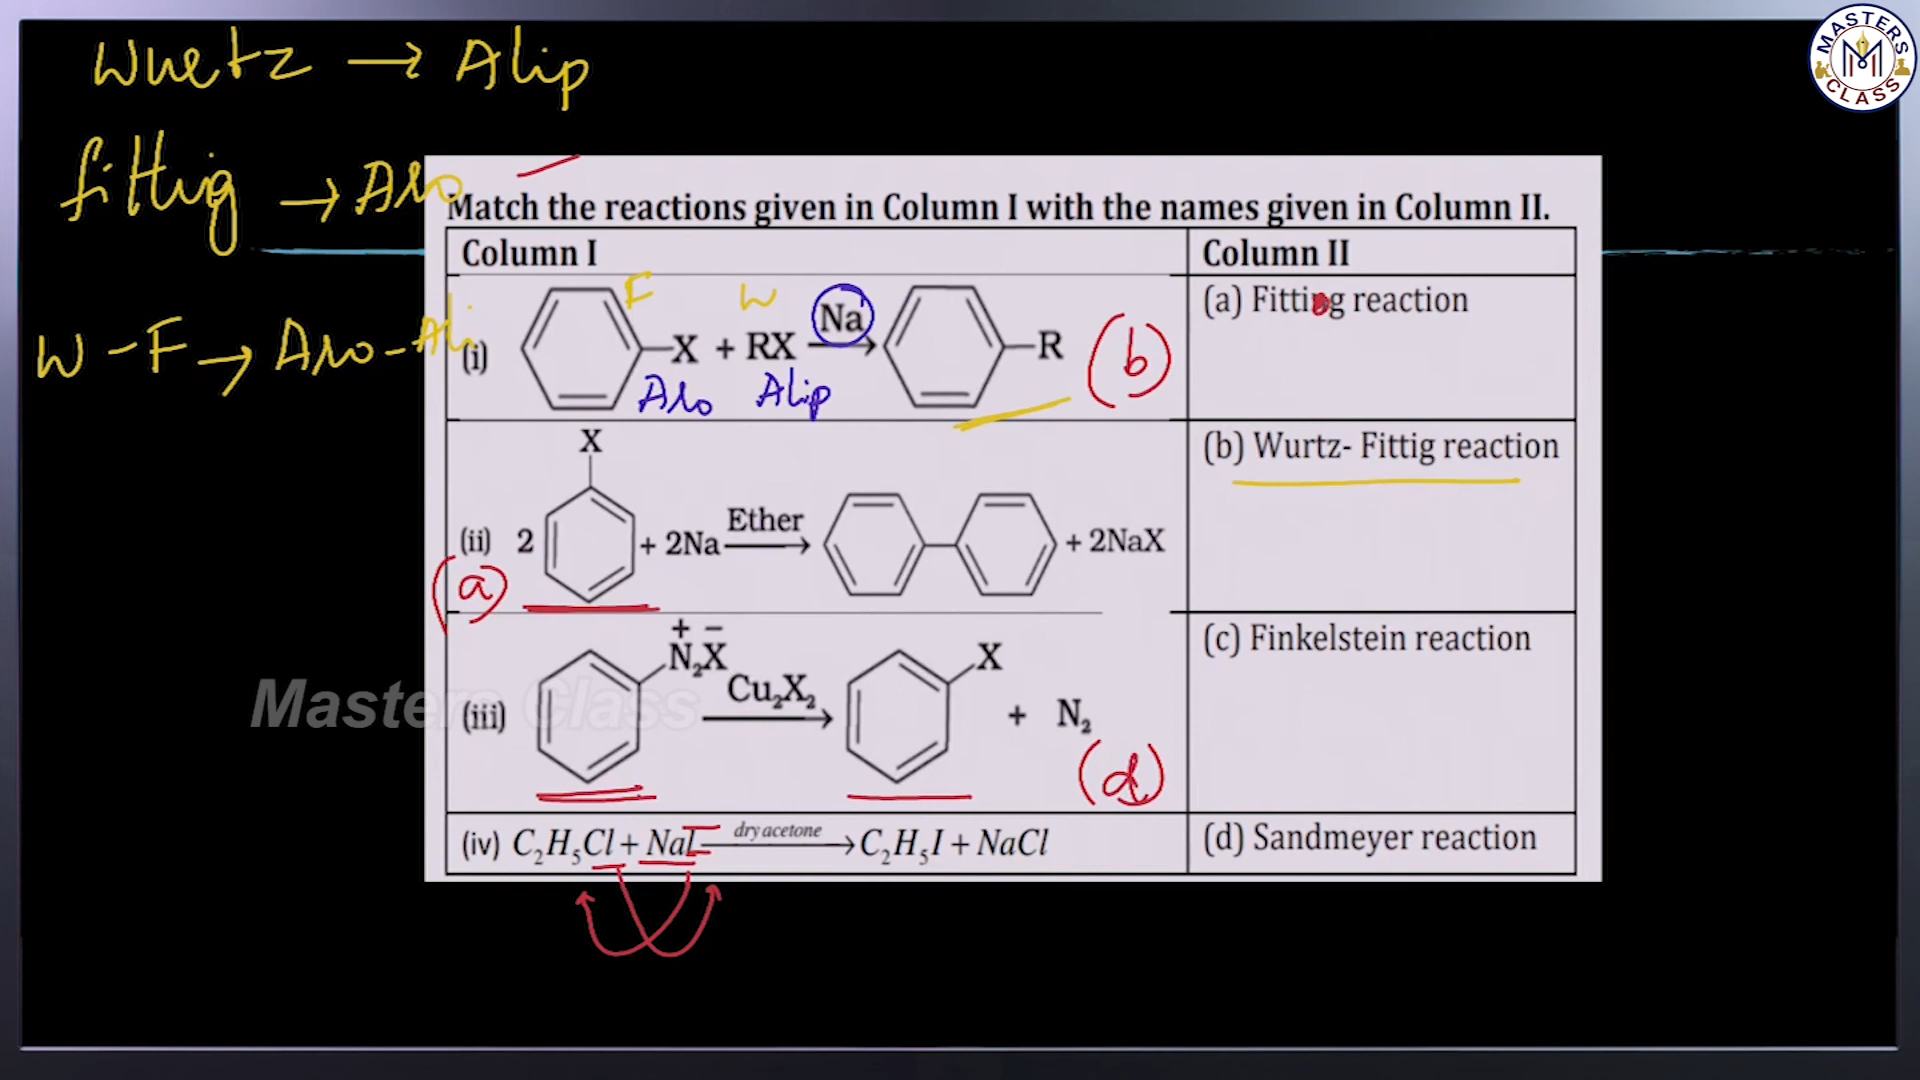 Wurtz → Alip
fittig → Aro
W - F → Aro - Ali
MASTERS CLASS
M
Match the reactions given in Column I with the names given in Column II.
Column I
Column II
(i) X + RX Na → R
F W
Aro Alip
(b)
(a) Fitting reaction
(ii) 2 X + 2Na Ether → + 2NaX
(a)
(b) Wurtz- Fittig reaction
(iii) N₂X + − Cu₂X₂ → X + N₂
(d)
(c) Finkelstein reaction
(iv) C₂H₅Cl + NaI dry acetone → C₂H₅I + NaCl
(d) Sandmeyer reaction
Masters Class